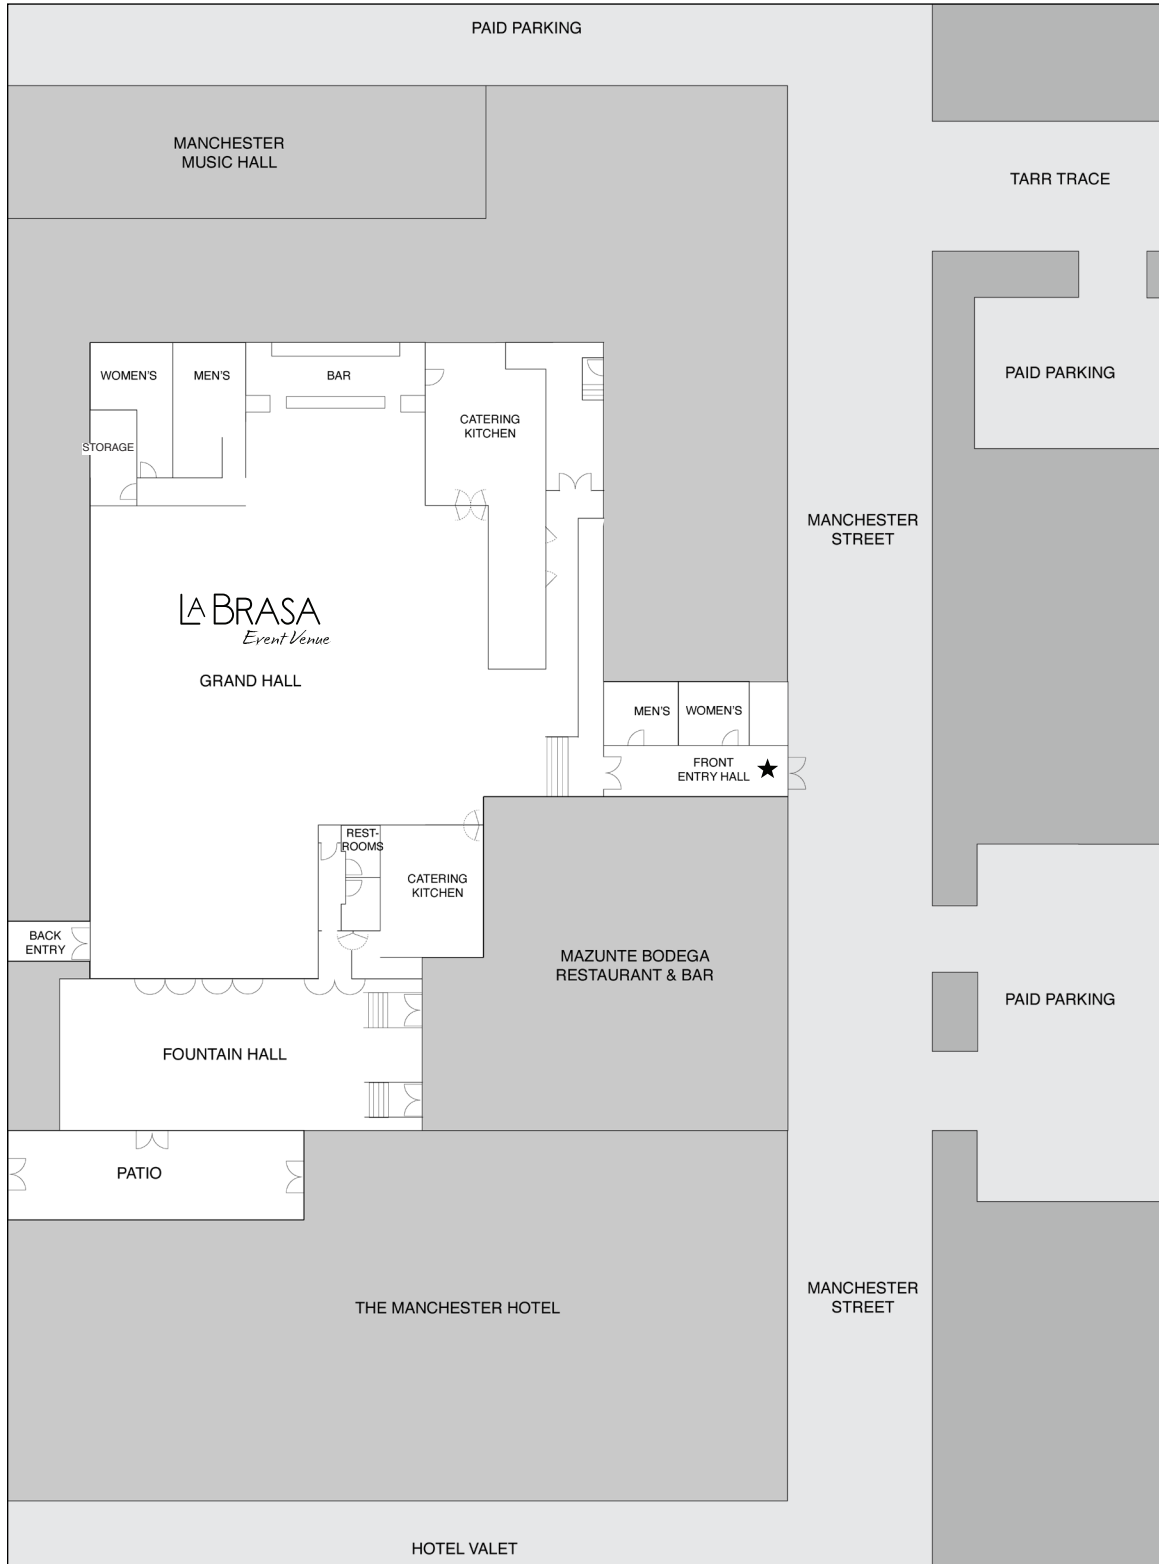 PAID PARKING
MANCHESTER
MUSIC HALL
TARR TRACE
WOMEN'S
MEN'S
BAR
PAID PARKING
CATERING
KITCHEN
STORAGE
MANCHESTER
STREET
LA BRASA
Event Venue
GRAND HALL
MEN'S
WOMEN'S
FRONT
ENTRY HALL
REST-
ROOMS
CATERING
KITCHEN
BACK
ENTRY
MAZUNTE BODEGA
RESTAURANT & BAR
PAID PARKING
FOUNTAIN HALL
PATIO
MANCHESTER
STREET
THE MANCHESTER HOTEL
HOTEL VALET